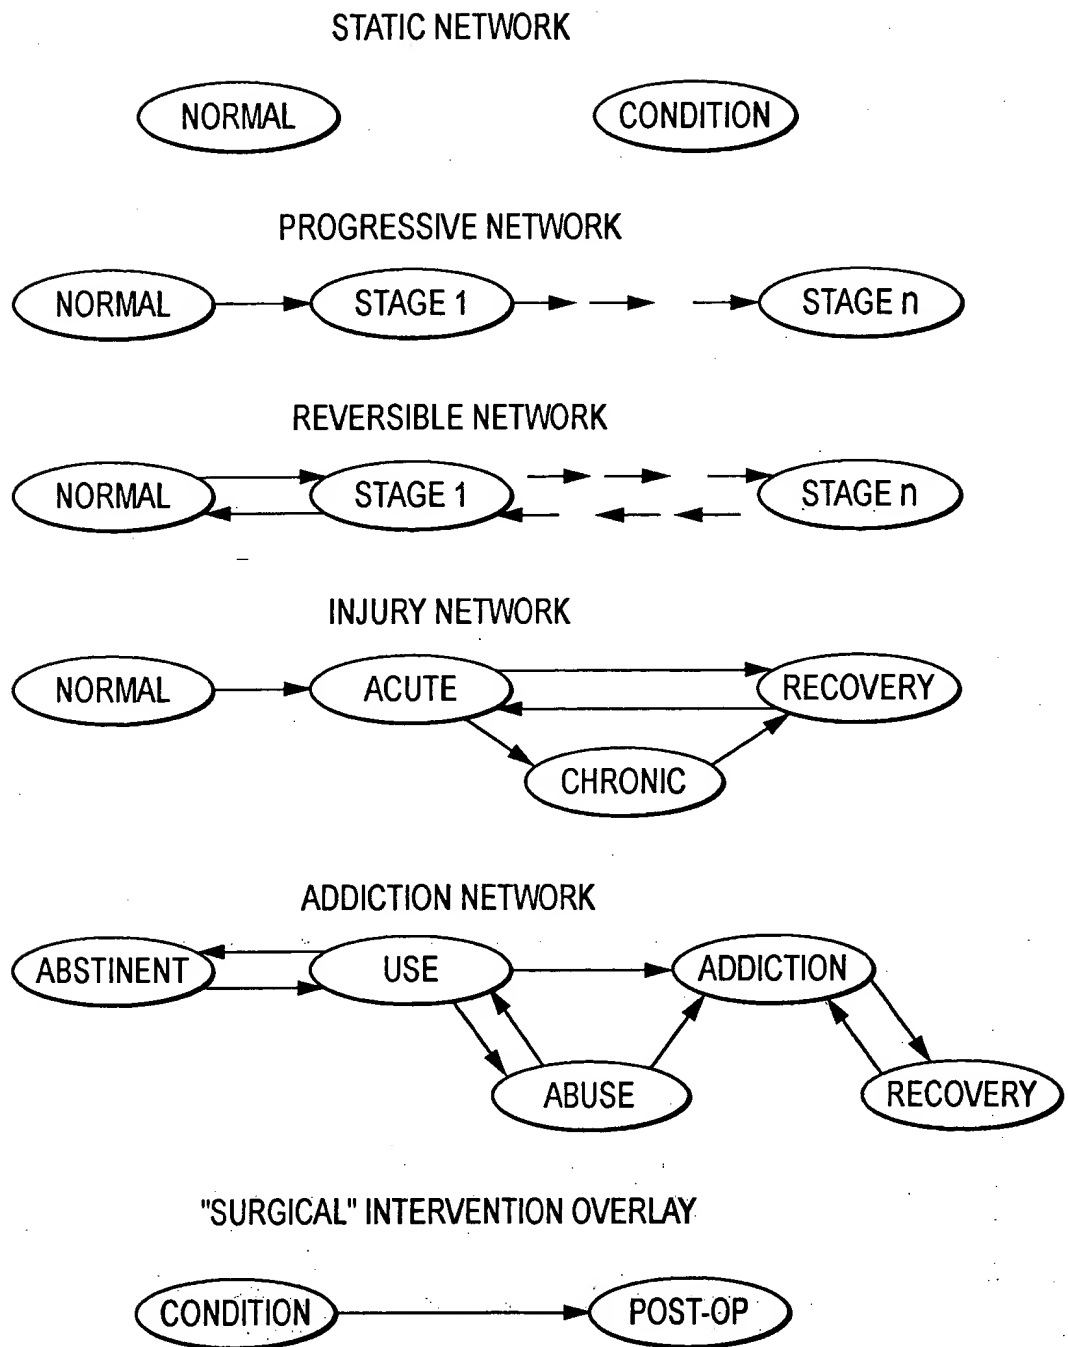 STATIC NETWORK
NORMAL CONDITION
PROGRESSIVE NETWORK
NORMAL STAGE 1 STAGE n
REVERSIBLE NETWORK
NORMAL STAGE 1 STAGE n
INJURY NETWORK
NORMAL ACUTE RECOVERY
CHRONIC
ADDICTION NETWORK
ABSTINENT USE ADDICTION
ABUSE RECOVERY
"SURGICAL" INTERVENTION OVERLAY
CONDITION POST-OP